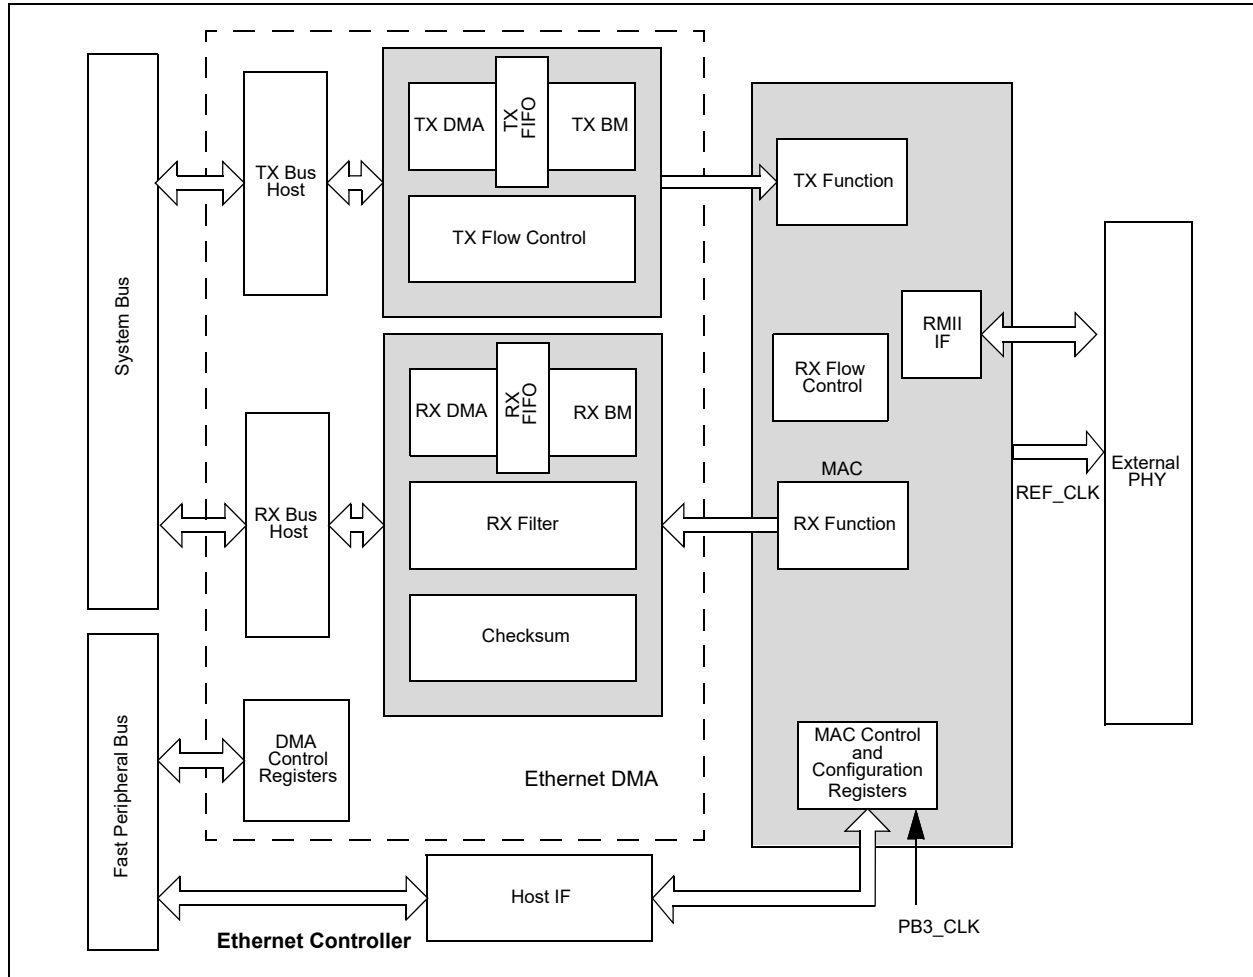 System Bus
Fast Peripheral Bus
TX Bus
Host
TX DMA
TX
FIFO
TX BM
TX Flow Control
TX Function
RMII
IF
RX Flow
Control
RX DMA
RX
FIFO
RX BM
RX Bus
Host
RX Filter
Checksum
MAC
RX Function
REF_CLK
External
PHY
DMA
Control
Registers
Ethernet DMA
MAC Control
and
Configuration
Registers
Host IF
PB3_CLK
Ethernet Controller